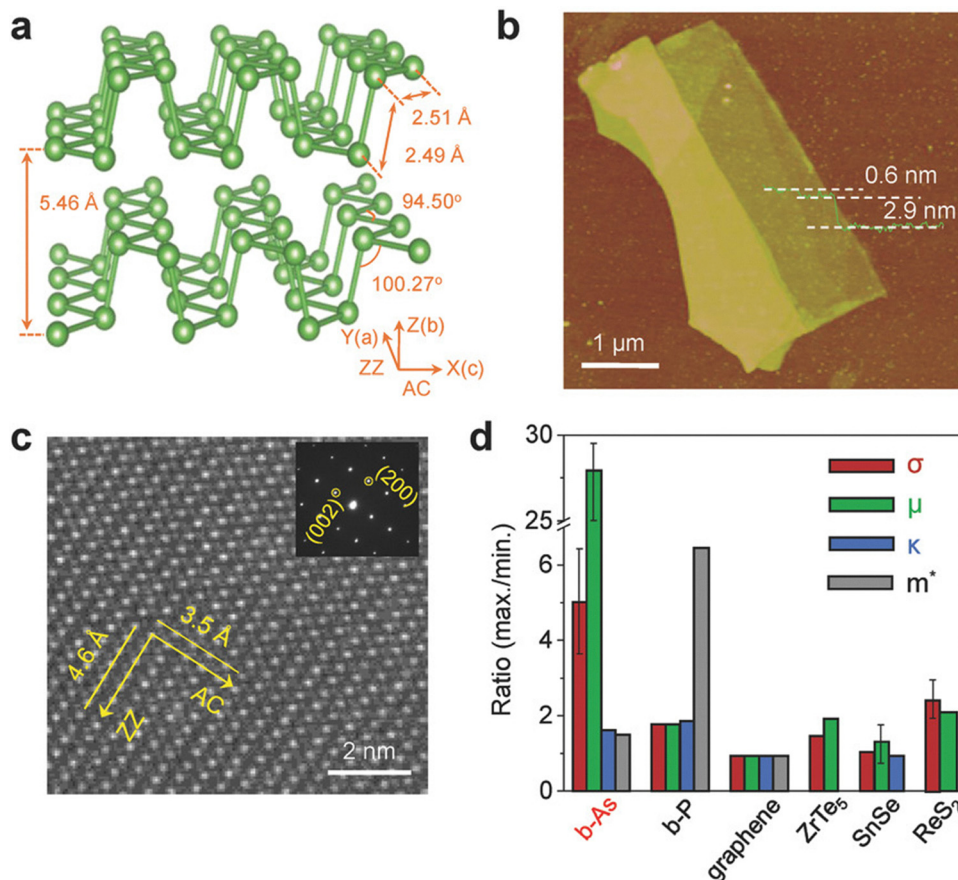 a
5.46 Å
2.51 Å
2.49 Å
94.50°
100.27°
Y(a)
Z(b)
ZZ
X(c)
AC
b
0.6 nm
2.9 nm
1 μm
c
(002)
(200)
4.6 Å
3.5 Å
ZZ
AC
2 nm
d
Ratio (max./min.)
30
25
6
4
2
0
σ
μ
κ
m*
b-As
b-P
graphene
ZrTe5
SnSe
ReS2